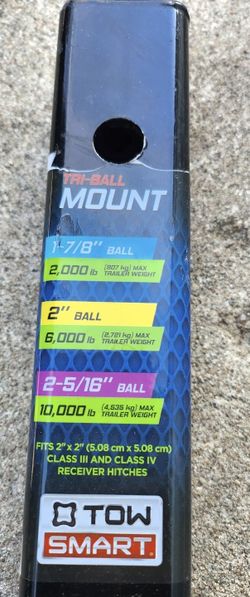 TRI-BALL
MOUNT
1-7/8" BALL
2,000 lb (907 kg) MAX TRAILER WEIGHT
2" BALL
6,000 lb (2,721 kg) MAX TRAILER WEIGHT
2-5/16" BALL
10,000 lb (4,535 kg) MAX TRAILER WEIGHT
FITS 2" x 2" (5.08 cm x 5.08 cm)
CLASS III AND CLASS IV
RECEIVER HITCHES
TOW
SMART